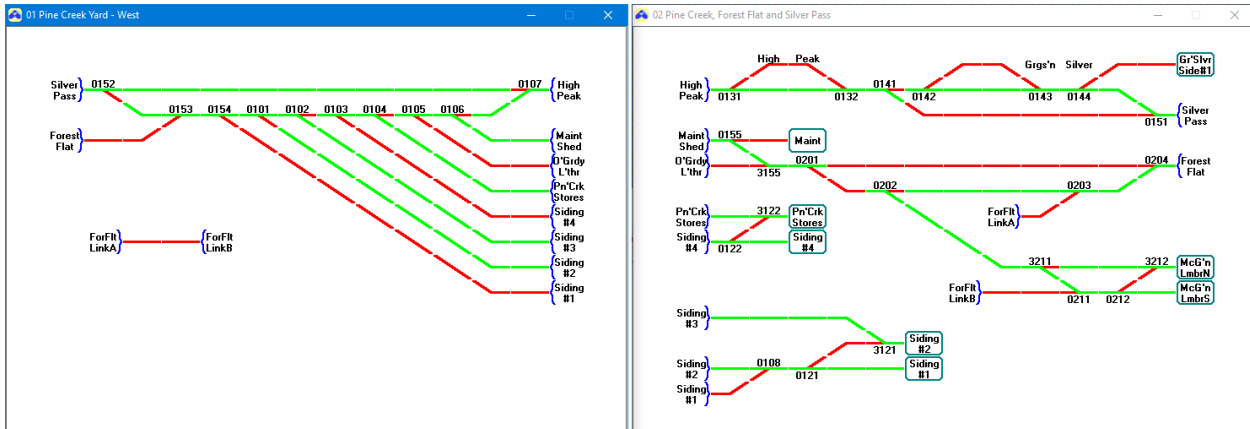 01 Pine Creek Yard - West
Silver
Pass
0152
0107
High
Peak
0153
0154
0101
0102
0103
0104
0105
0106
Forest
Flat
Maint
Shed
O'Grdy
L'thr
Pn'Crk
Stores
Siding
#4
ForFlt
LinkA
ForFlt
LinkB
Siding
#3
Siding
#2
Siding
#1
02 Pine Creek, Forest Flat and Silver Pass
High Peak
Grgs'n Silver
Gr'Slvr
Side#1
High
Peak
0131
0132
0141
0142
0143
0144
0151
Silver
Pass
Maint
Shed
0155
Maint
O'Grdy
L'thr
3155
0201
0204
Forest
Flat
0202
0203
ForFlt
LinkA
Pn'Crk
Stores
3122
Pn'Crk
Stores
Siding
#4
0122
Siding
#4
3211
3212
McG'n
LmbrN
ForFlt
LinkB
0211
0212
McG'n
LmbrS
Siding
#3
3121
Siding
#2
Siding
#2
0108
0121
Siding
#1
Siding
#1